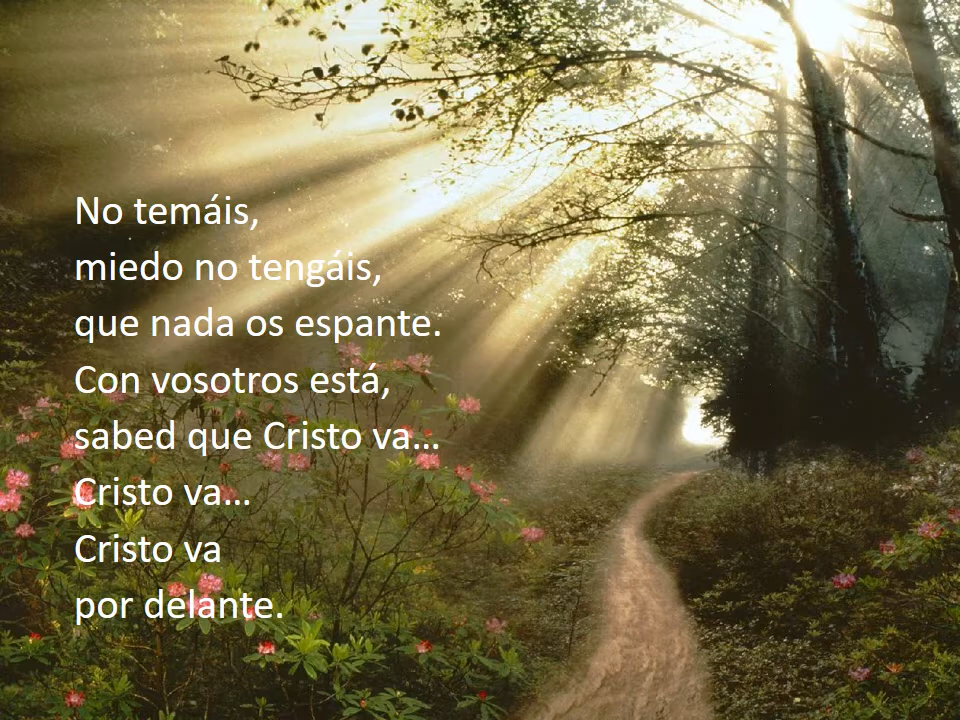 No temáis,
miedo no tengáis,
que nada os espante.
Con vosotros está,
sabed que Cristo va…
Cristo va…
Cristo va
por delante.